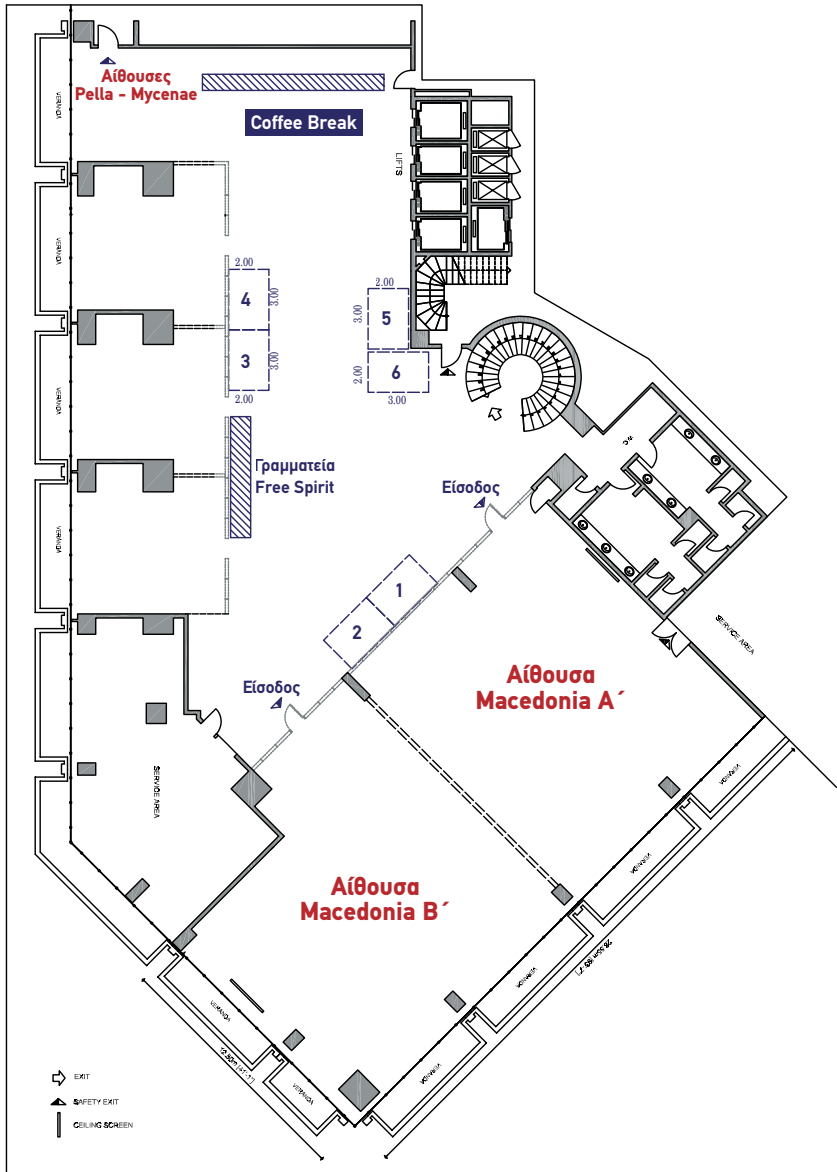 Αίθουσες
Pella - Mycenae
Coffee Break
VERANDA
LIFTS
VERANDA
2.00
4
3.00
2.00
3.00
5
VERANDA
3
3.00
2.00
2.00
6
3.00
Γραμματεία
Free Spirit
VERANDA
Είσοδος
1
2
SERVICE AREA
Είσοδος
Αίθουσα
Macedonia A´
SERVICE AREA
VERANDA
VERANDA
Αίθουσα
Macedonia B´
VERANDA
VERANDA
VERANDA
VERANDA
EXIT
SAFETY EXIT
CEILING SCREEN